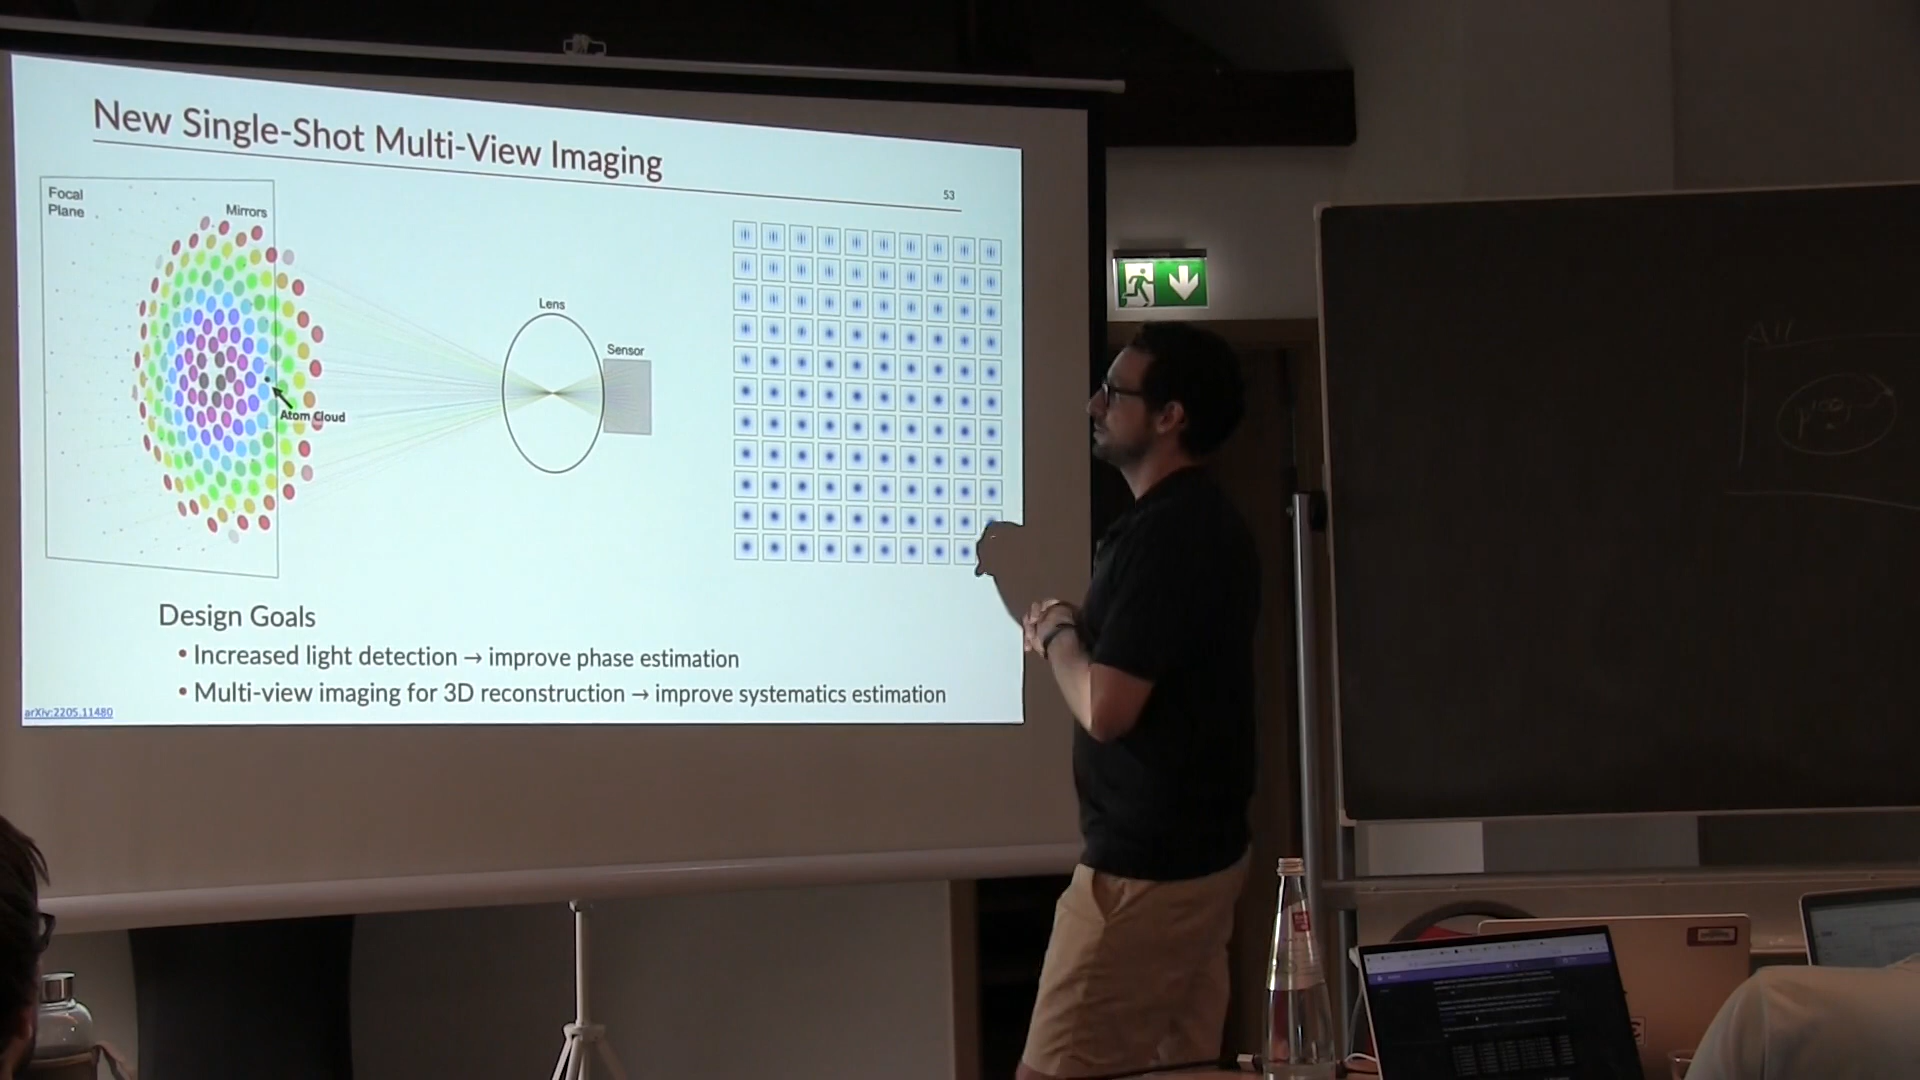 New Single-Shot Multi-View Imaging
53
Focal
Plane
Mirrors
Lens
Sensor
Atom Cloud
Design Goals
• Increased light detection → improve phase estimation
• Multi-view imaging for 3D reconstruction → improve systematics estimation
arXiv:2205.11480
All